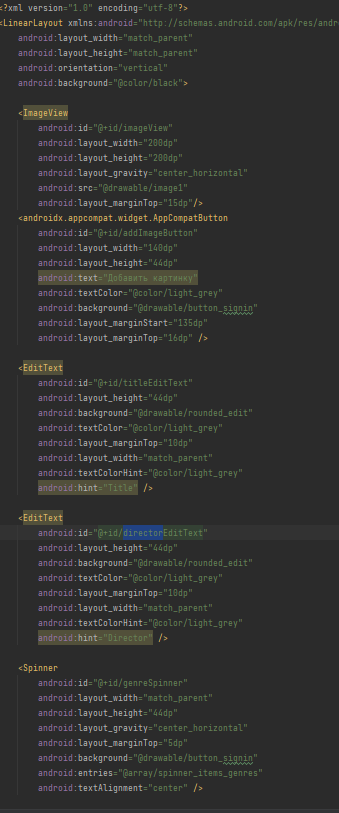 <?xml version="1.0" encoding="utf-8"?>
<LinearLayout xmlns:android="http://schemas.android.com/apk/res/andr
android:layout_width="match_parent"
android:layout_height="match_parent"
android:orientation="vertical"
android:background="@color/black">
<ImageView
android:id="@+id/imageView"
android:layout_width="200dp"
android:layout_height="200dp"
android:layout_gravity="center_horizontal"
android:src="@drawable/image1"
android:layout_marginTop="15dp"/>
<androidx.appcompat.widget.AppCompatButton
android:id="@+id/addImageButton"
android:layout_width="140dp"
android:layout_height="44dp"
android:text="Добавить картинку"
android:textColor="@color/light_grey"
android:background="@drawable/button_signin"
android:layout_marginStart="135dp"
android:layout_marginTop="16dp" />
<EditText
android:id="@+id/titleEditText"
android:layout_height="44dp"
android:background="@drawable/rounded_edit"
android:textColor="@color/light_grey"
android:layout_marginTop="10dp"
android:layout_width="match_parent"
android:textColorHint="@color/light_grey"
android:hint="Title" />
<EditText
android:id="@+id/directorEditText"
android:layout_height="44dp"
android:background="@drawable/rounded_edit"
android:textColor="@color/light_grey"
android:layout_marginTop="10dp"
android:layout_width="match_parent"
android:textColorHint="@color/light_grey"
android:hint="Director" />
<Spinner
android:id="@+id/genreSpinner"
android:layout_width="match_parent"
android:layout_height="44dp"
android:layout_gravity="center_horizontal"
android:layout_marginTop="5dp"
android:background="@drawable/button_signin"
android:entries="@array/spinner_items_genres"
android:textAlignment="center" />